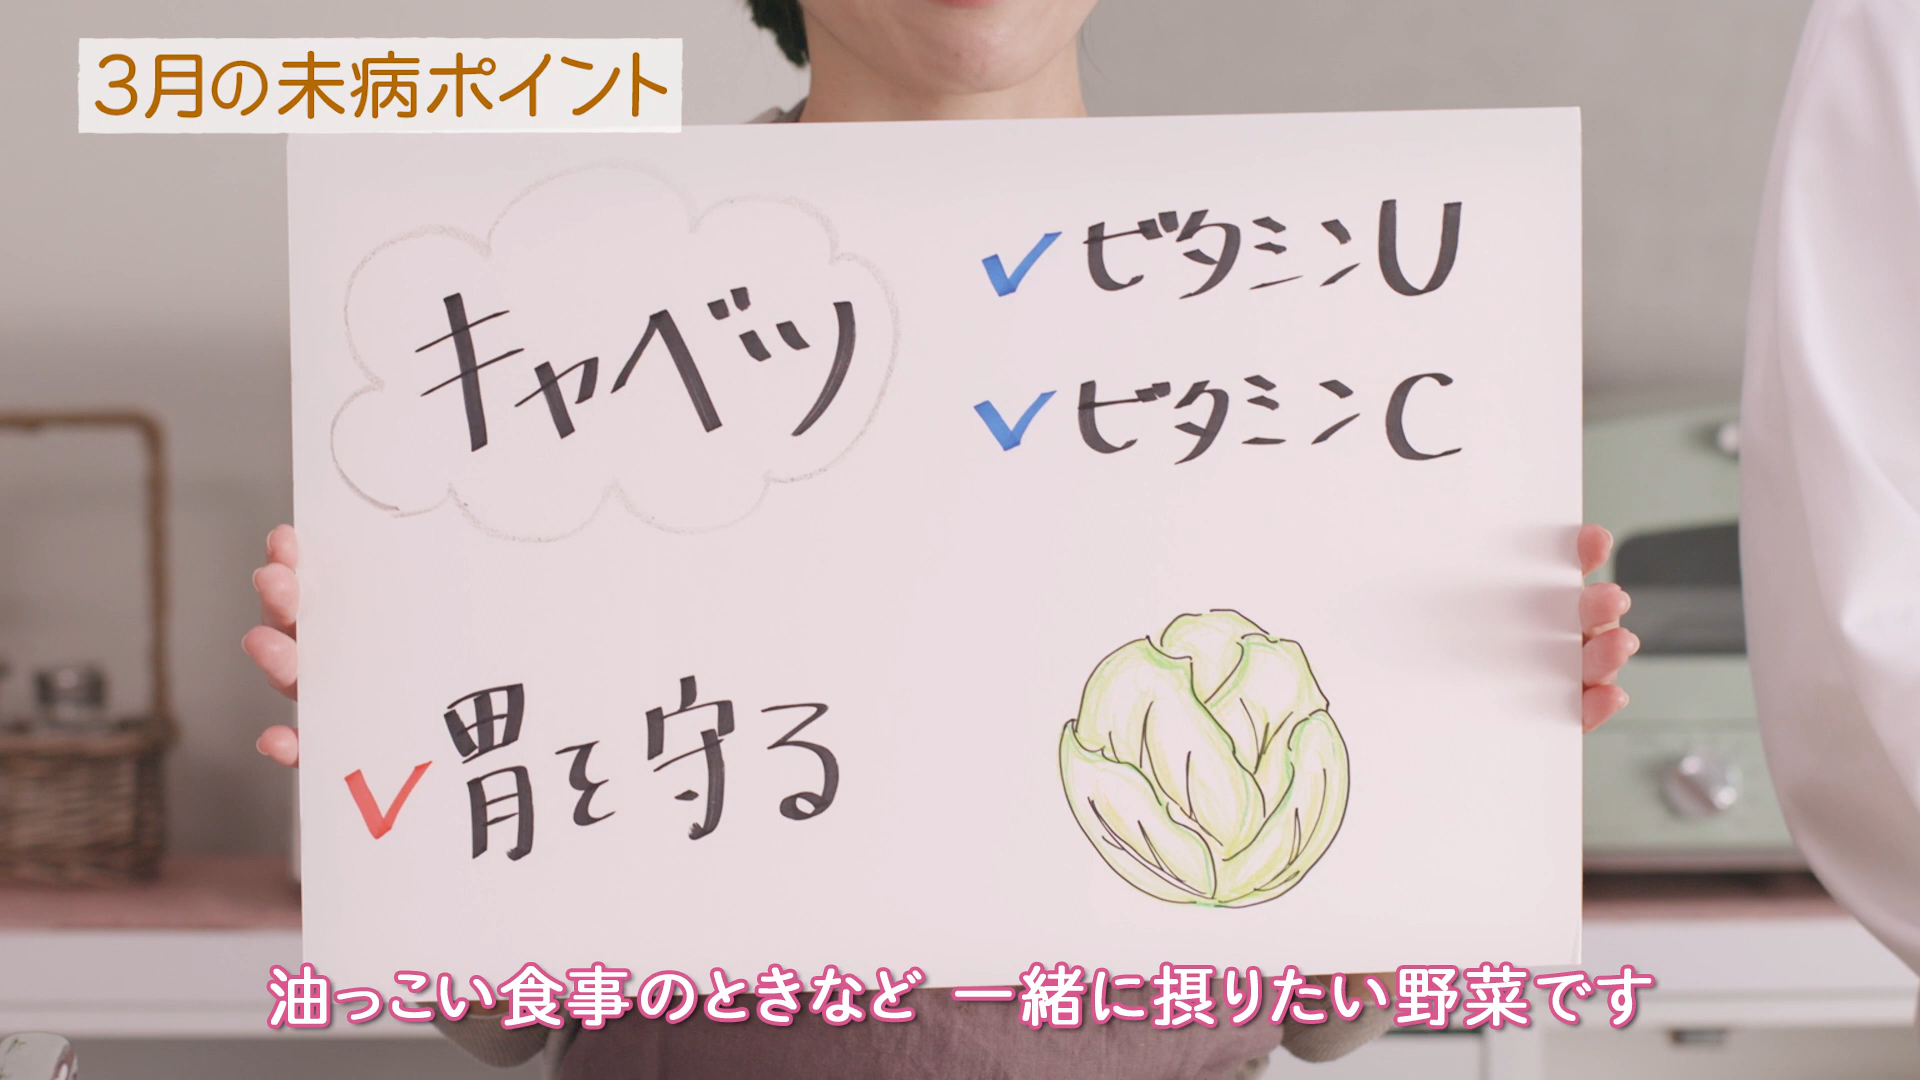 3月の未病ポイント
キャベツ
✓ビタミンU
✓ビタミンC
✓胃を守る
油っこい食事のときなど 一緒に摂りたい野菜です